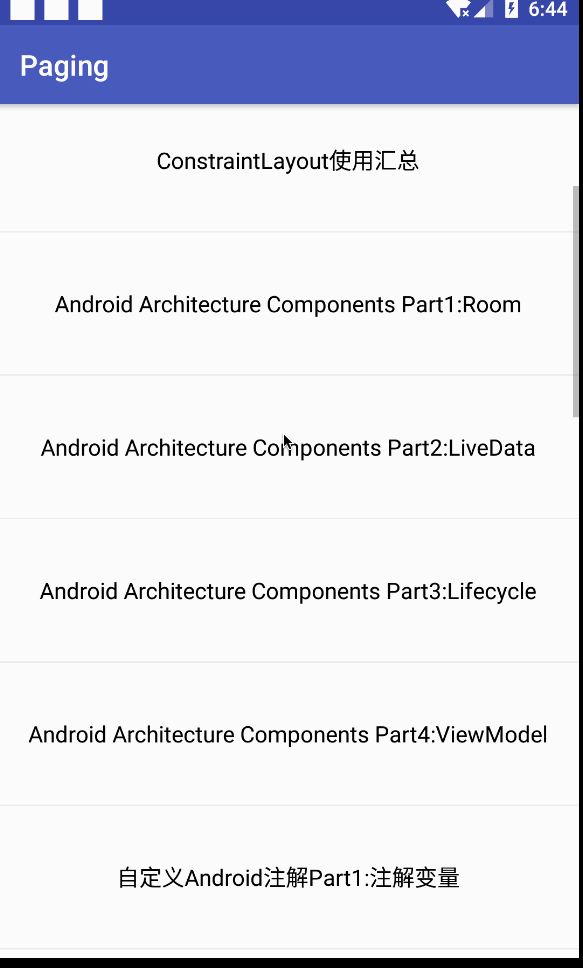 6:44
Paging
ConstraintLayout使用汇总
Android Architecture Components Part1:Room
Android Architecture Components Part2:LiveData
Android Architecture Components Part3:Lifecycle
Android Architecture Components Part4:ViewModel
自定义Android注解Part1:注解变量